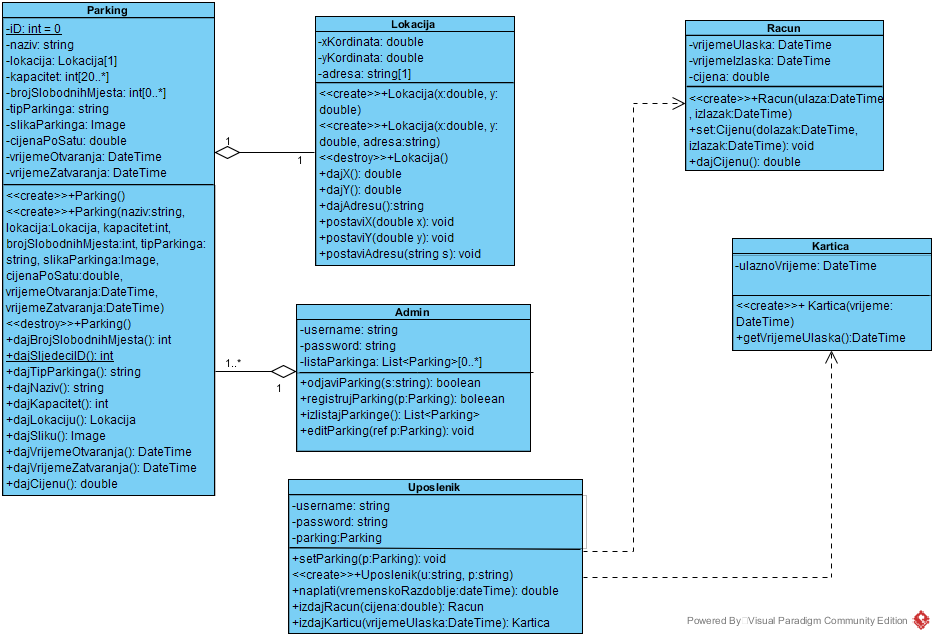 Parking
-iD: int = 0
-naziv: string
-lokacija: Lokacija[1]
-kapacitet: int[20..*]
-brojSlobodnihMjesta: int[0..*]
-tipParkinga: string
-slikaParkinga: Image
-cijenaPoSatu: double
-vrijemeOtvaranja: DateTime
-vrijemeZatvaranja: DateTime
<<create>>+Parking()
<<create>>+Parking(naziv:string,
lokacija:Lokacija, kapacitet:int,
brojSlobodnihMjesta:int, tipParkinga:
string, slikaParkinga:Image,
cijenaPoSatu:double,
vrijemeOtvaranja:DateTime,
vrijemeZatvaranja:DateTime)
<<destroy>>+Parking()
+dajBrojSlobodnihMjesta(): int
+dajSljedeciID(): int
+dajTipParkinga(): string
+dajNaziv(): string
+dajKapacitet(): int
+dajLokaciju(): Lokacija
+dajSliku(): Image
+dajVrijemeOtvaranja(): DateTime
+dajVrijemeZatvaranja(): DateTime
+dajCijenu(): double
1
1
Lokacija
-xKordinata: double
-yKordinata: double
-adresa: string[1]
<<create>>+Lokacija(x:double, y:
double)
<<create>>+Lokacija(x:double, y:
double, adresa:string)
<<destroy>>+Lokacija()
+dajX(): double
+dajY(): double
+dajAdresu():string
+postaviX(double x): void
+postaviY(double y): void
+postaviAdresu(string s): void
1..*
1
Admin
-username: string
-password: string
-listaParkinga: List<Parking>[0..*]
+odjaviParking(s:string): boolean
+registrujParking(p:Parking): boleean
+izlistajParkinge(): List<Parking>
+editParking(ref p:Parking): void
Uposlenik
-username: string
-password: string
-parking:Parking
+setParking(p:Parking): void
<<create>>+Uposlenik(u:string, p:string)
+naplati(vremenskoRazdoblje:dateTime): double
+izdajRacun(cijena:double): Racun
+izdajKarticu(vrijemeUlaska:DateTime): Kartica
Racun
-vrijemeUlaska: DateTime
-vrijemeIzlaska: DateTime
-cijena: double
<<create>>+Racun(ulaza:DateTime
, izlazak:DateTime)
+set:Cijenu(dolazak:DateTime,
izlazak:DateTime): void
+dajCijenu(): double
Kartica
-ulaznoVrijeme: DateTime
<<create>>+ Kartica(vrijeme:
DateTime)
+getVrijemeUlaska():DateTime
Powered By Visual Paradigm Community Edition